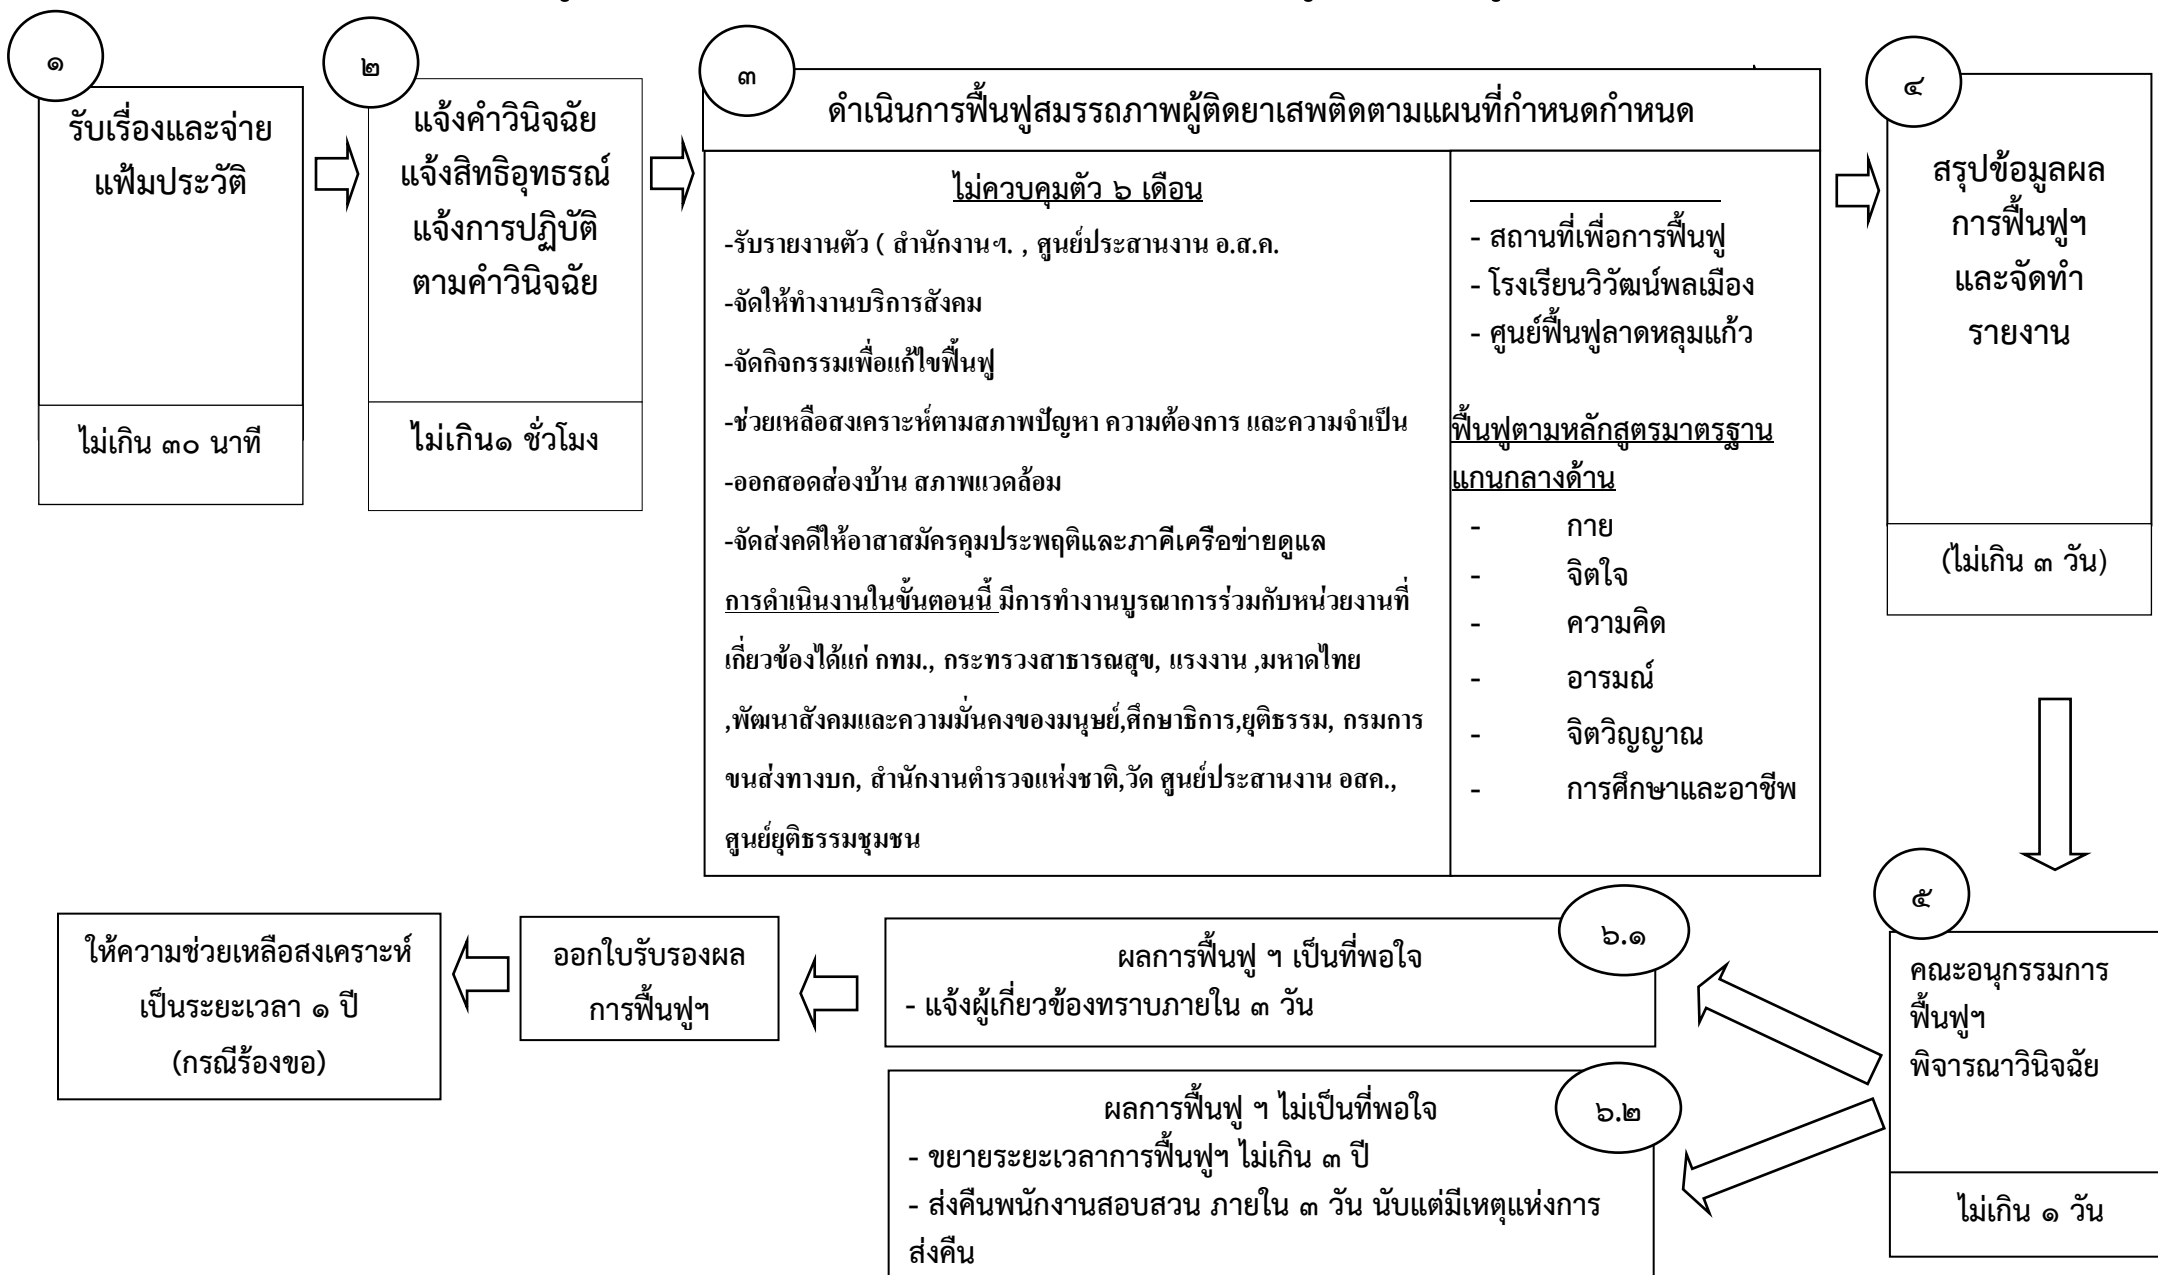 ๑
รับเรื่องและจ่าย
แฟ้มประวัติ
ไม่เกิน ๓๐ นาที
๒
แจ้งคำวินิจฉัย
แจ้งสิทธิอุทธรณ์
แจ้งการปฏิบัติ
ตามคำวินิจฉัย
ไม่เกิน๑ ชั่วโมง
๓
ดำเนินการฟื้นฟูสมรรถภาพผู้ติดยาเสพติดตามแผนที่กำหนดกำหนด
ไม่ควบคุมตัว ๖ เดือน
-รับรายงานตัว ( สำนักงานฯ. , ศูนย์ประสานงาน อ.ส.ค.
-จัดให้ทำงานบริการสังคม
-จัดกิจกรรมเพื่อแก้ไขฟื้นฟู
-ช่วยเหลือสงเคราะห์ตามสภาพปัญหา ความต้องการ และความจำเป็น
-ออกสอดส่องบ้าน สภาพแวดล้อม
-จัดส่งคดีให้อาสาสมัครคุมประพฤติและภาคีเครือข่ายดูแล
การดำเนินงานในขั้นตอนนี้ มีการทำงานบูรณาการร่วมกับหน่วยงานที่
เกี่ยวข้องได้แก่ กทม., กระทรวงสาธารณสุข, แรงงาน ,มหาดไทย
,พัฒนาสังคมและความมั่นคงของมนุษย์,ศึกษาธิการ,ยุติธรรม, กรมการ
ขนส่งทางบก, สำนักงานตำรวจแห่งชาติ,วัด ศูนย์ประสานงาน อสค.,
ศูนย์ยุติธรรมชุมชน
- สถานที่เพื่อการฟื้นฟู
- โรงเรียนวิวัฒน์พลเมือง
- ศูนย์ฟื้นฟูลาดหลุมแก้ว
ฟื้นฟูตามหลักสูตรมาตรฐาน
แกนกลางด้าน
- กาย
- จิตใจ
- ความคิด
- อารมณ์
- จิตวิญญาณ
- การศึกษาและอาชีพ
๔
สรุปข้อมูลผล
การฟื้นฟูฯ
และจัดทำ
รายงาน
(ไม่เกิน ๓ วัน)
๕
คณะอนุกรรมการ
ฟื้นฟูฯ
พิจารณาวินิจฉัย
ไม่เกิน ๑ วัน
๖.๑
ผลการฟื้นฟู ฯ เป็นที่พอใจ
- แจ้งผู้เกี่ยวข้องทราบภายใน ๓ วัน
ออกใบรับรองผล
การฟื้นฟูฯ
ให้ความช่วยเหลือสงเคราะห์
เป็นระยะเวลา ๑ ปี
(กรณีร้องขอ)
๖.๒
ผลการฟื้นฟู ฯ ไม่เป็นที่พอใจ
- ขยายระยะเวลาการฟื้นฟูฯ ไม่เกิน ๓ ปี
- ส่งคืนพนักงานสอบสวน ภายใน ๓ วัน นับแต่มีเหตุแห่งการ
ส่งคืน